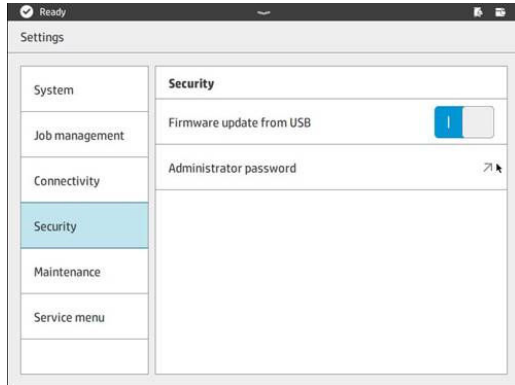 Ready
Settings
System
Job management
Connectivity
Security
Maintenance
Service menu
Security
Firmware update from USB
Administrator password